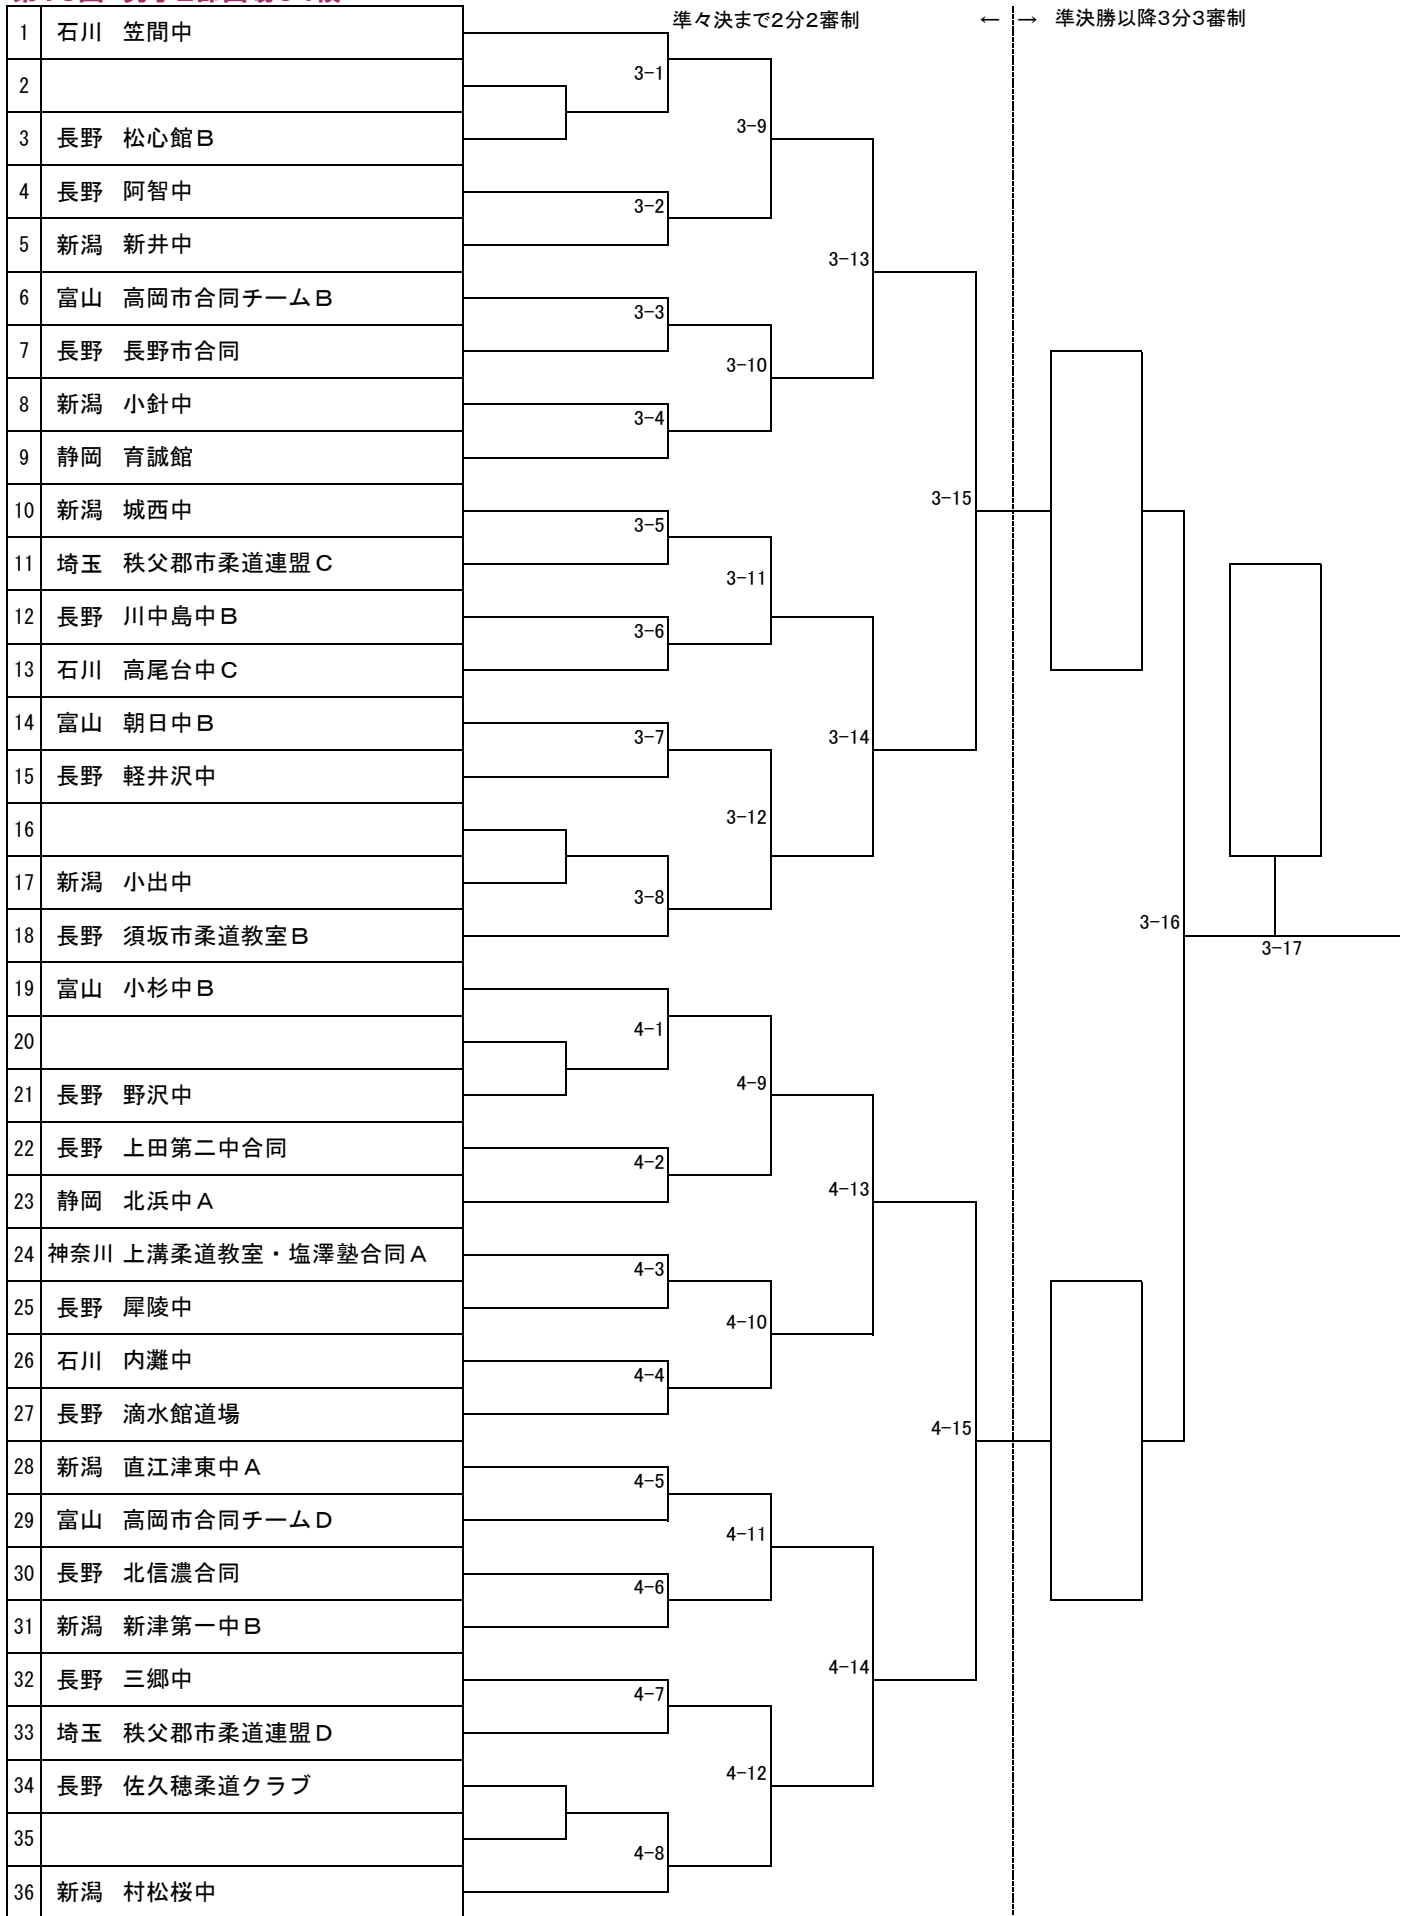 準々決まで2分2審制 ← → 準決勝以降3分3審制
1 石川 笠間中
2
3 長野 松心館B
4 長野 阿智中
5 新潟 新井中
6 富山 高岡市合同チームB
7 長野 長野市合同
8 新潟 小針中
9 静岡 育誠館
10 新潟 城西中
11 埼玉 秩父郡市柔道連盟C
12 長野 川中島中B
13 石川 高尾台中C
14 富山 朝日中B
15 長野 軽井沢中
16
17 新潟 小出中
18 長野 須坂市柔道教室B
19 富山 小杉中B
20
21 長野 野沢中
22 長野 上田第二中合同
23 静岡 北浜中A
24 神奈川 上溝柔道教室・塩澤塾合同A
25 長野 犀陵中
26 石川 内灘中
27 長野 滴水館道場
28 新潟 直江津東中A
29 富山 高岡市合同チームD
30 長野 北信濃合同
31 新潟 新津第一中B
32 長野 三郷中
33 埼玉 秩父郡市柔道連盟D
34 長野 佐久穂柔道クラブ
35
36 新潟 村松桜中
3-1
3-2
3-3
3-4
3-5
3-6
3-7
3-8
4-1
4-2
4-3
4-4
4-5
4-6
4-7
4-8
3-9
3-10
3-11
3-12
4-9
4-10
4-11
4-12
3-13
3-14
4-13
4-14
3-15
4-15
3-16
3-17